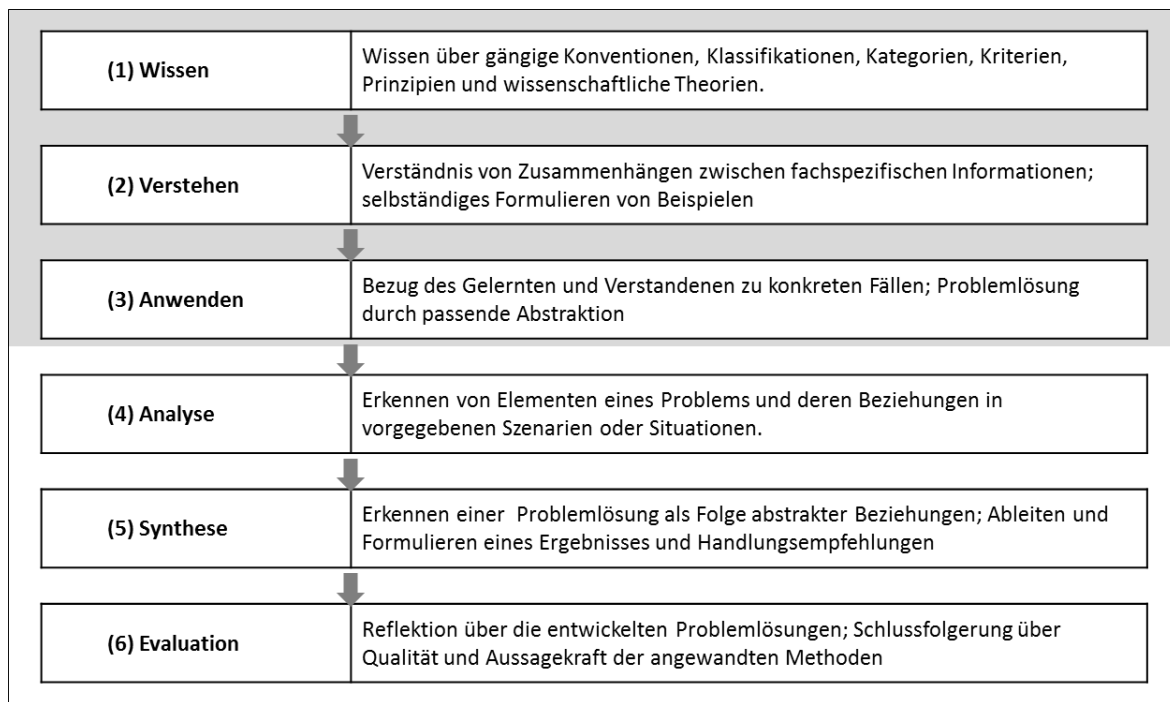 (1) Wissen
Wissen über gängige Konventionen, Klassifikationen, Kategorien, Kriterien,
Prinzipien und wissenschaftliche Theorien.
(2) Verstehen
Verständnis von Zusammenhängen zwischen fachspezifischen Informationen;
selbständiges Formulieren von Beispielen
(3) Anwenden
Bezug des Gelernten und Verstandenen zu konkreten Fällen; Problemlösung
durch passende Abstraktion
(4) Analyse
Erkennen von Elementen eines Problems und deren Beziehungen in
vorgegebenen Szenarien oder Situationen.
(5) Synthese
Erkennen einer Problemlösung als Folge abstrakter Beziehungen; Ableiten und
Formulieren eines Ergebnisses und Handlungsempfehlungen
(6) Evaluation
Reflektion über die entwickelten Problemlösungen; Schlussfolgerung über
Qualität und Aussagekraft der angewandten Methoden